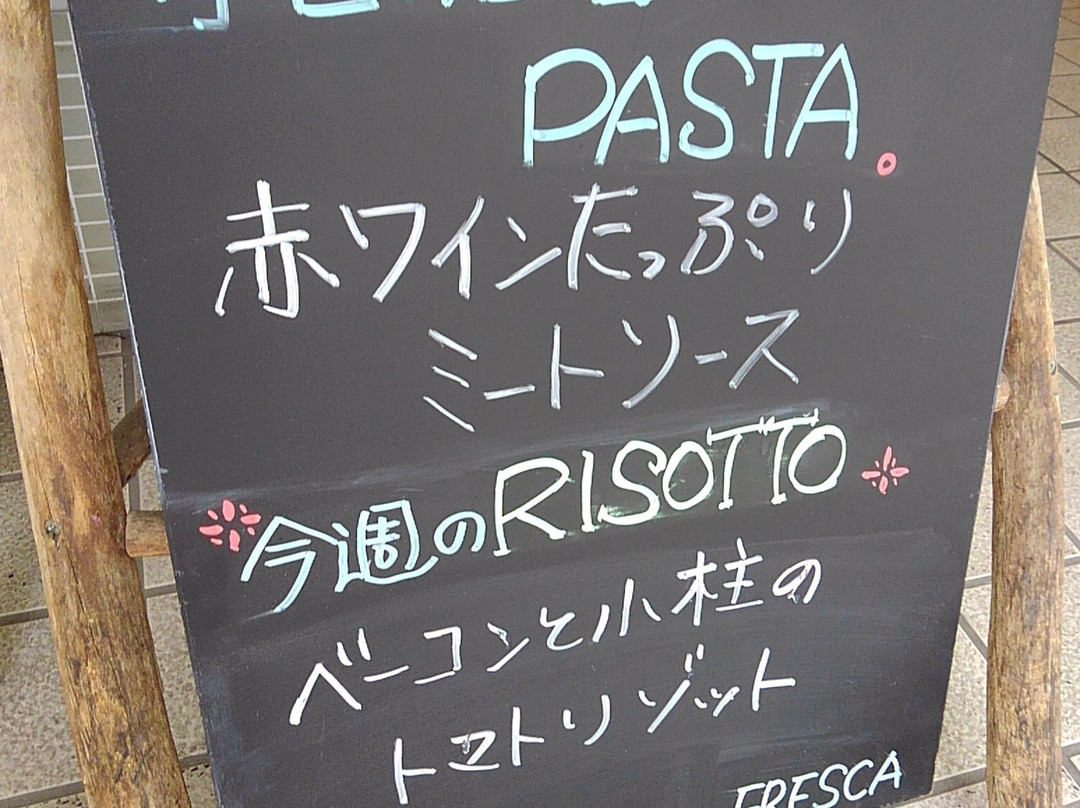 PASTA
赤ワインたっぷり
ミートソース
今週のRISOTTO
ベーコンと小柱の
トマトリゾット
FRESCA